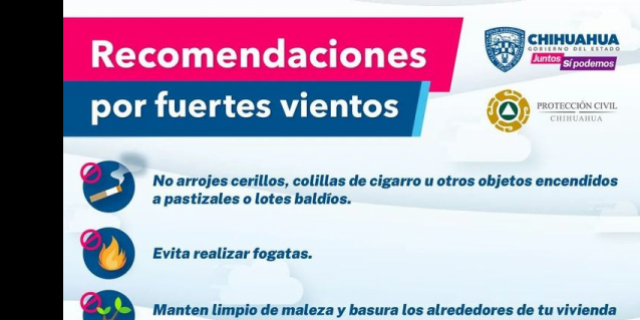 Recomendaciones
por fuertes vientos
CHIHUAHUA
GOBIERNO DEL ESTADO
Juntos Sí podemos
PROTECCIÓN CIVIL
CHIHUAHUA
No arrojes cerillos, colillas de cigarro u otros objetos encendidos
a pastizales o lotes baldíos.
Evita realizar fogatas.
Manten limpio de maleza y basura los alrededores de tu vivienda